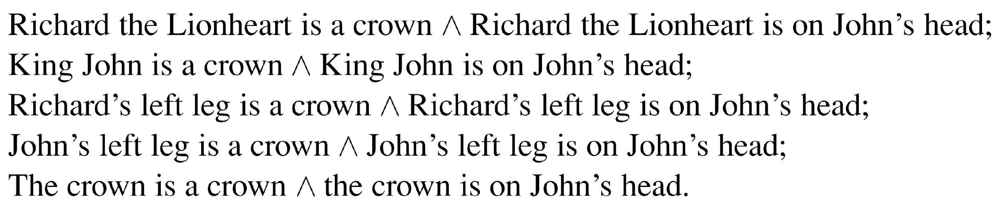 Richard the Lionheart is a crown ∧ Richard the Lionheart is on John’s head;
King John is a crown ∧ King John is on John’s head;
Richard’s left leg is a crown ∧ Richard’s left leg is on John’s head;
John’s left leg is a crown ∧ John’s left leg is on John’s head;
The crown is a crown ∧ the crown is on John’s head.